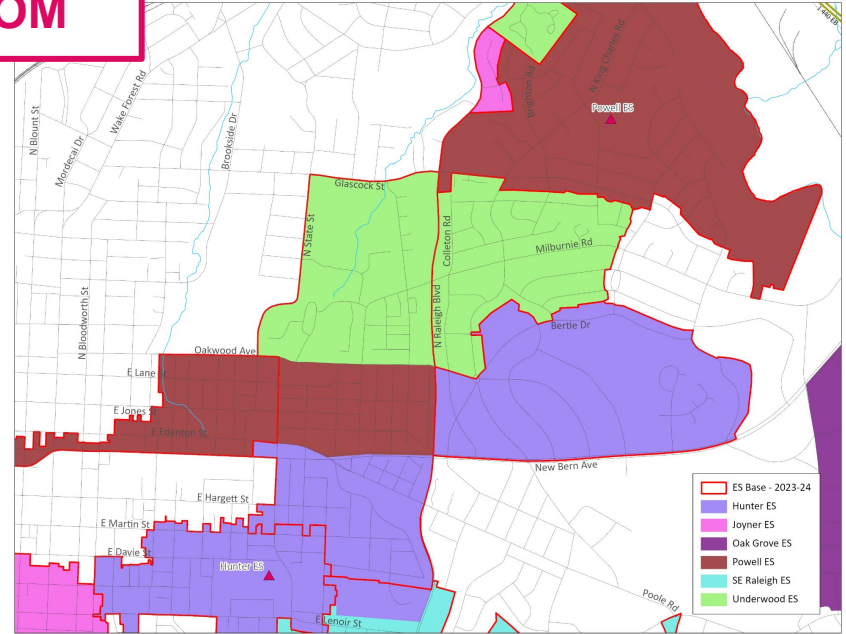 OM
I 440 EB
N King Charles Rd
Brighton Rd
Powell ES
Wake Forest Rd
N Blount St
Mordecai Dr
Brookside Dr
Glascock St
N State St
Colleton Rd
Milburnie Rd
N Raleigh Blvd
N Bloodworth St
Bertie Dr
Oakwood Ave
E Lane St
E Jones St
E Edenton St
New Bern Ave
E Hargett St
E Martin St
E Davie St
Hunter ES
E Lenoir St
Poole Rd
ES Base - 2023-24
Hunter ES
Joyner ES
Oak Grove ES
Powell ES
SE Raleigh ES
Underwood ES